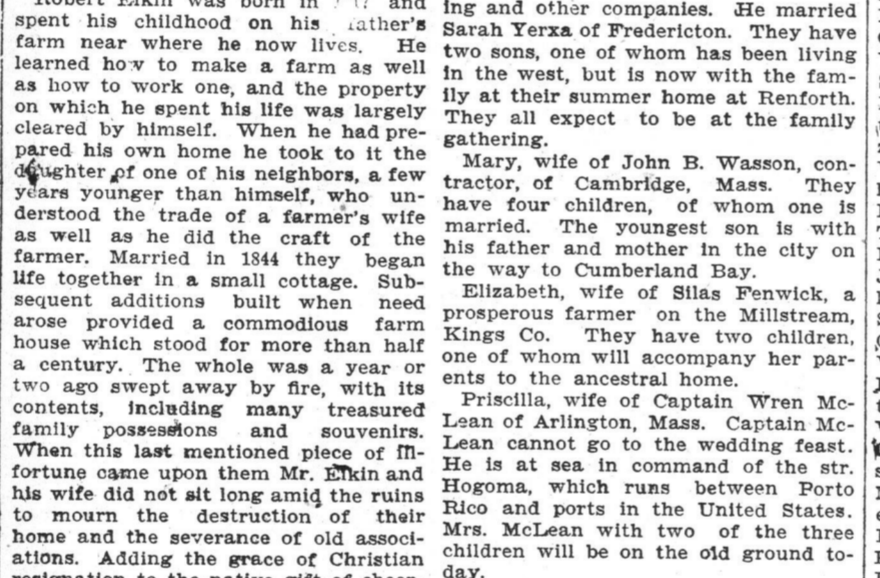 Robert Elkin was born in and
spent his childhood on his father's
farm near where he now lives. He
learned how to make a farm as well
as how to work one, and the property
on which he spent his life was largely
cleared by himself. When he had pre-
pared his own home he took to it the
daughter of one of his neighbors, a few
years younger than himself, who un-
derstood the trade of a farmer's wife
as well as he did the craft of the
farmer. Married in 1844 they began
life together in a small cottage. Sub-
sequent additions built when need
arose provided a commodious farm
house which stood for more than half
a century. The whole was a year or
two ago swept away by fire, with its
contents, including many treasured
family possessions and souvenirs.
When this last mentioned piece of ill-
fortune came upon them Mr. Elkin and
his wife did not sit long amid the ruins
to mourn the destruction of their
home and the severance of old associ-
ations. Adding the grace of Christian
resignation to the native gift of cheer-
ing and other companies. He married
Sarah Yerxa of Fredericton. They have
two sons, one of whom has been living
in the west, but is now with the fam-
ily at their summer home at Renforth.
They all expect to be at the family
gathering.
Mary, wife of John B. Wasson, con-
tractor, of Cambridge, Mass. They
have four children, of whom one is
married. The youngest son is with
his father and mother in the city on
the way to Cumberland Bay.
Elizabeth, wife of Silas Fenwick, a
prosperous farmer on the Millstream,
Kings Co. They have two children,
one of whom will accompany her par-
ents to the ancestral home.
Priscilla, wife of Captain Wren Mc-
Lean of Arlington, Mass. Captain Mc-
Lean cannot go to the wedding feast.
He is at sea in command of the str.
Hogoma, which runs between Porto
Rico and ports in the United States.
Mrs. McLean with two of the three
children will be on the old ground to-
day.